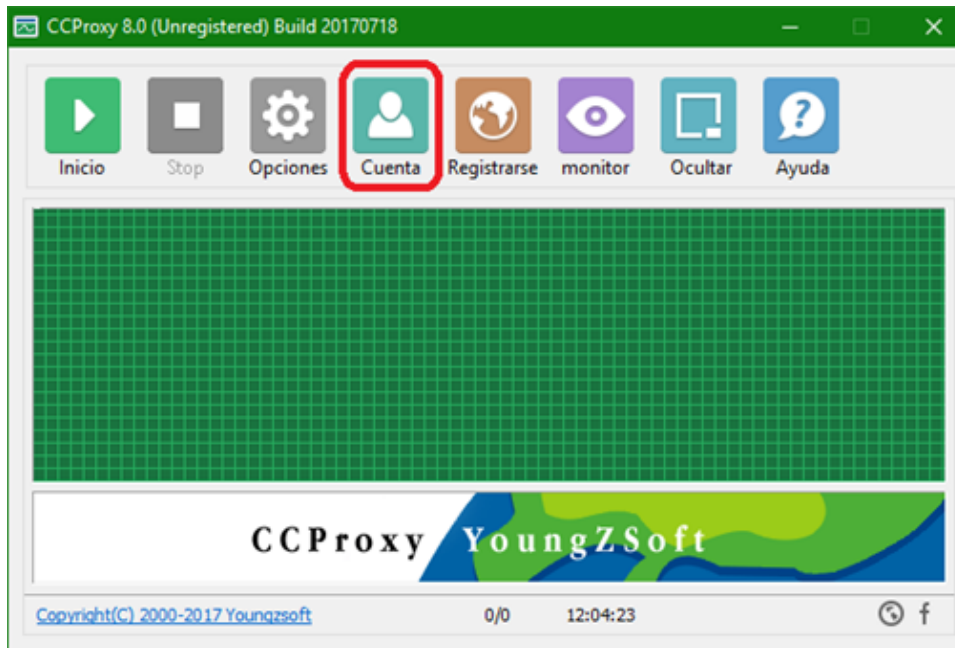 CCProxy 8.0 (Unregistered) Build 20170718
Inicio Stop Opciones Cuenta Registrarse monitor Ocultar Ayuda
CCProxy YoungZSoft
Copyright(C) 2000-2017 Youngzsoft 0/0 12:04:23